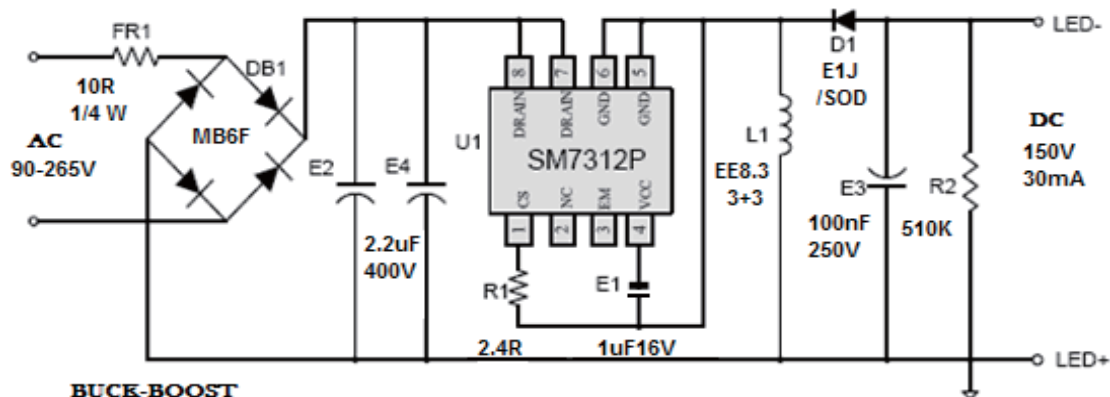 FR1
10R
1/4 W
AC
90-265V
DB1
MB6F
E2
E4
2.2uF
400V
U1
8
7
6
5
DRAIN
DRAIN
GND
GND
SM7312P
CS
NC
EM
VCC
1
2
3
4
R1
2.4R
E1
1uF16V
L1
EE8.3
3+3
D1
E1J
/SOD
E3
100nF
250V
R2
510K
LED-
DC
150V
30mA
LED+
BUCK-BOOST